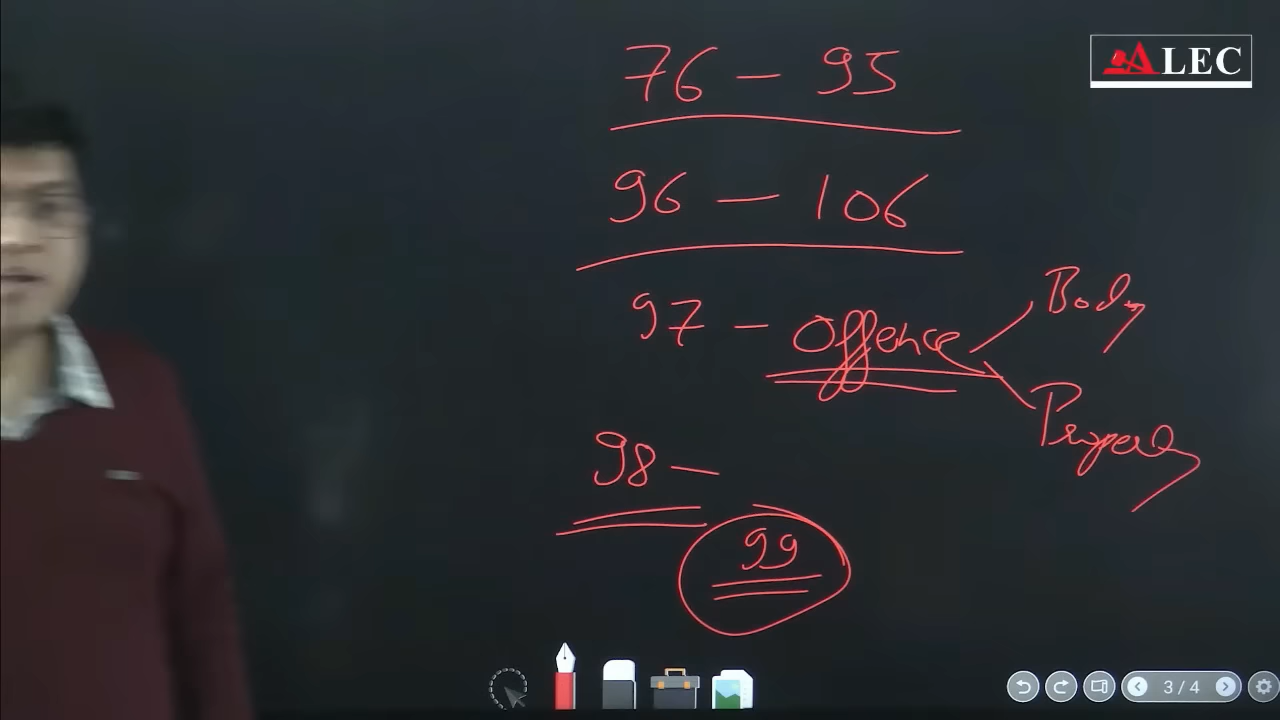 ALEC
76 - 95
96 - 106
97 - Offence
Body
Property
98 -
99
3 / 4